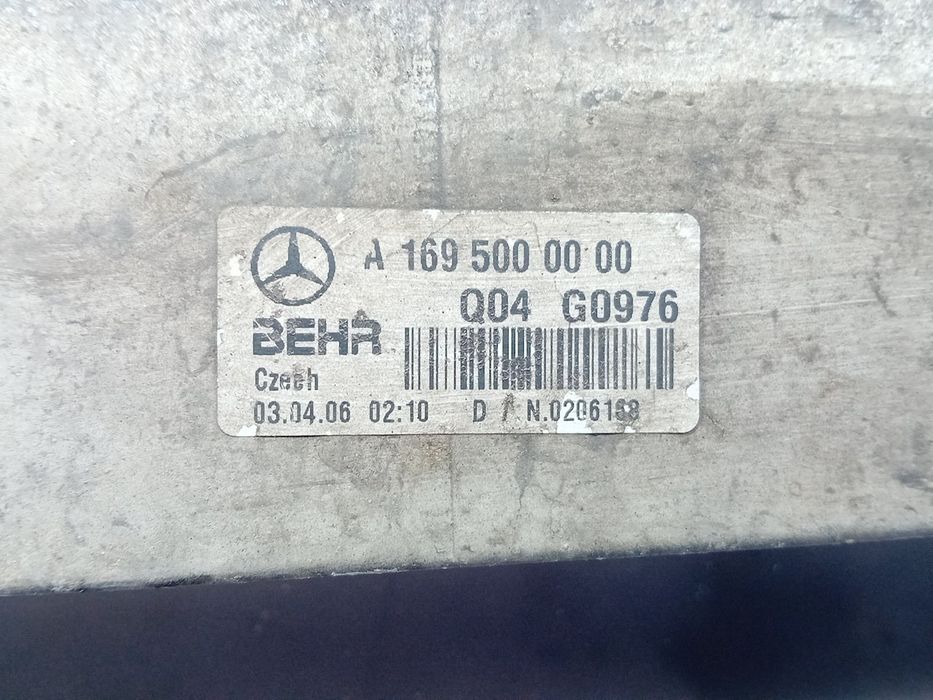 A 169 500 00 00
Q04 G0976
BEHR
Czech
03.04.06 02:10 D / N.0206168